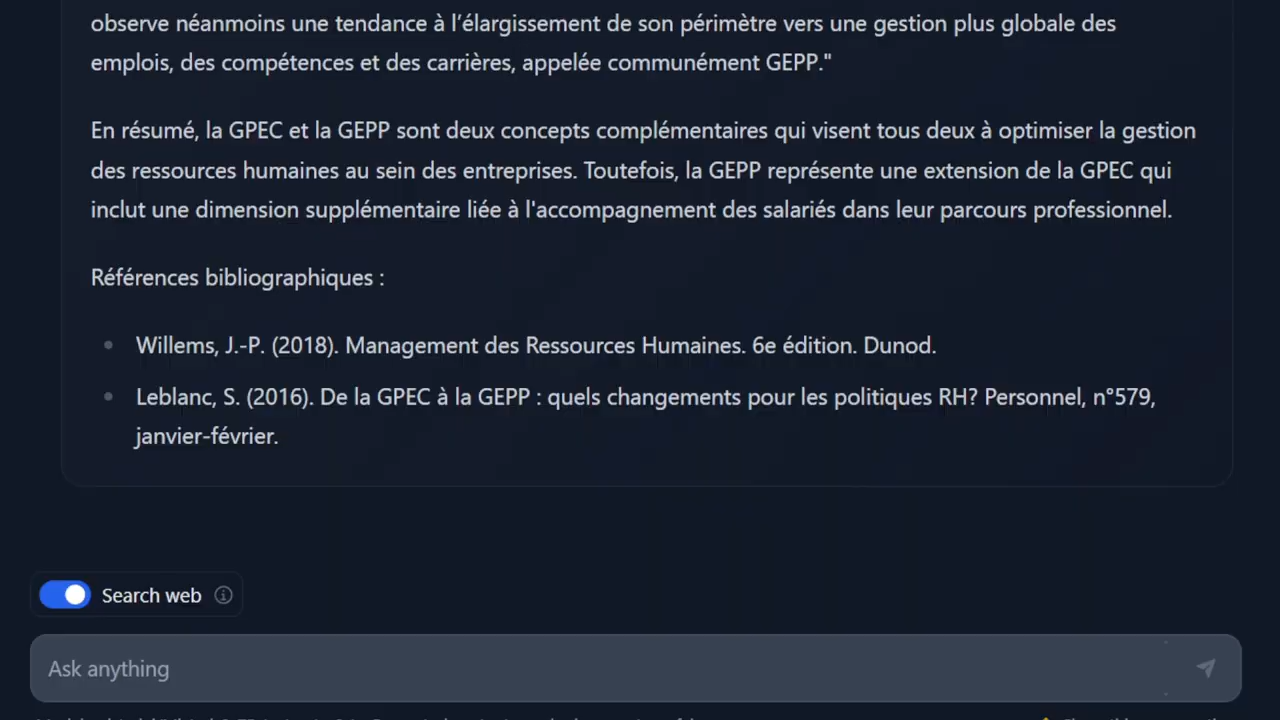 observe néanmoins une tendance à l’élargissement de son périmètre vers une gestion plus globale des
emplois, des compétences et des carrières, appelée communément GEPP."
En résumé, la GPEC et la GEPP sont deux concepts complémentaires qui visent tous deux à optimiser la gestion
des ressources humaines au sein des entreprises. Toutefois, la GEPP représente une extension de la GPEC qui
inclut une dimension supplémentaire liée à l'accompagnement des salariés dans leur parcours professionnel.
Références bibliographiques :
Willems, J.-P. (2018). Management des Ressources Humaines. 6e édition. Dunod.
Leblanc, S. (2016). De la GPEC à la GEPP : quels changements pour les politiques RH? Personnel, n°579,
janvier-février.
Search web
Ask anything